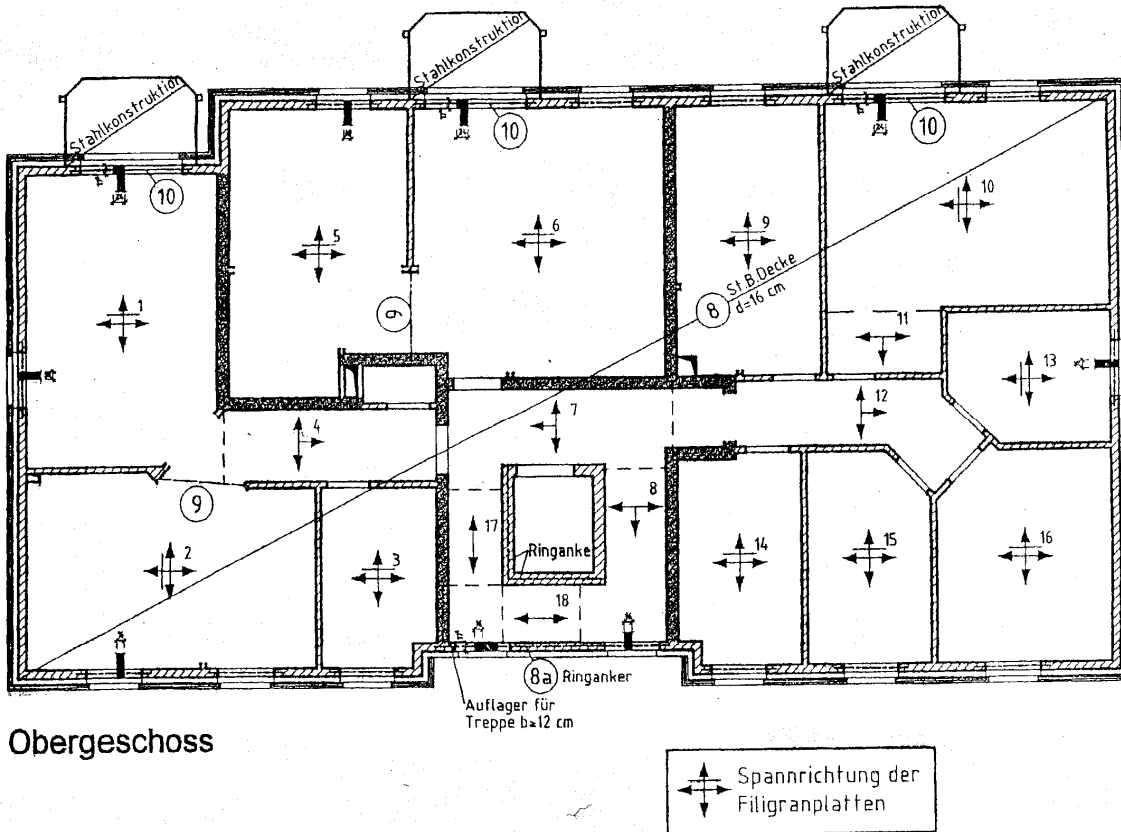 Stahlkonstruktion
Stahlkonstruktion
Stahlkonstruktion
10
10
10
5
6
9
10
1
9
8
St.B.Decke
d=16 cm
11
13
4
7
12
9
2
3
17
8
14
15
16
Ringanke
18
8a Ringanker
Auflager für
Treppe b≥12 cm
Obergeschoss
Spannrichtung der
Filigranplatten